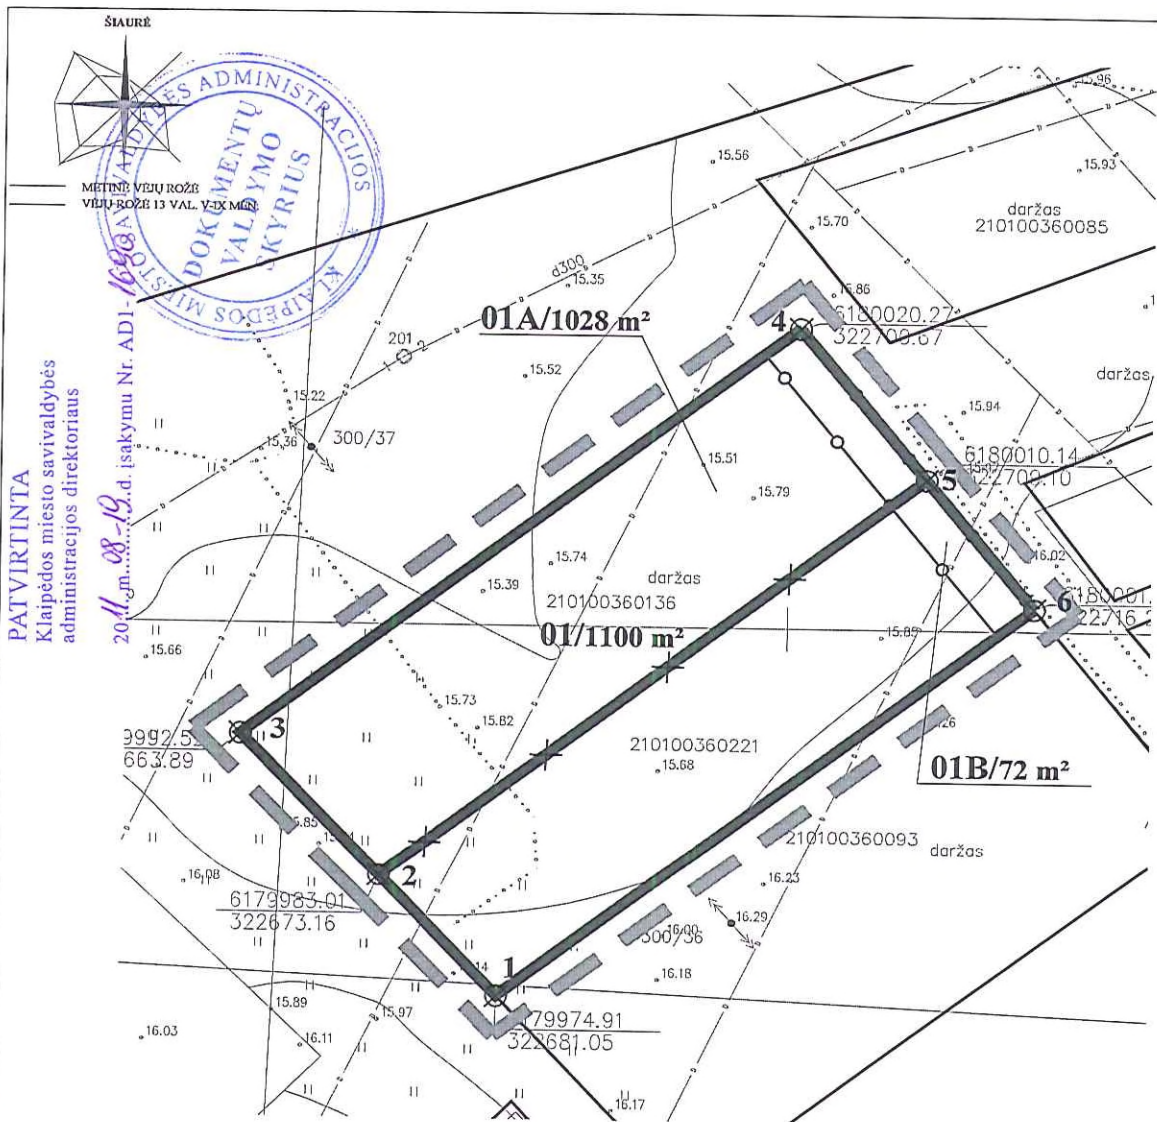 ŠIAURĖ
METINĖ VĖJŲ ROŽĖ
VĖJŲ ROŽĖ 13 VAL. V-IX MĖN.
KLAIPĖDOS MIESTO SAVIVALDYBĖS ADMINISTRACIJOS
DOKUMENTŲ
VALDYMO
SKYRIUS
PATVIRTINTA
Klaipėdos miesto savivaldybės
administracijos direktoriaus
2011 m. 08-19 d. įsakymu Nr. AD1-1690
15.96
15.56
15.93
15.70
daržas
210100360085
d300
15.35
15.86
01A/1028 m²
4
6180020.27
322700.67
201
1 2
15.52
daržas
15.22
15.94
15.36
300/37
15.51
6180010.14
322709.10
5
15.79
15.74
16.02
15.39
daržas
210100360136
6
01/1100 m²
15.85
15.66
15.73
3
15.82
9992.52
663.89
210100360221
15.68
01B/72 m²
210100360093
daržas
16.08
2
16.23
6179983.01
322673.16
16.29
16.00
300/36
1
16.18
79974.91
322681.05
15.89
15.97
16.03
16.11
16.17